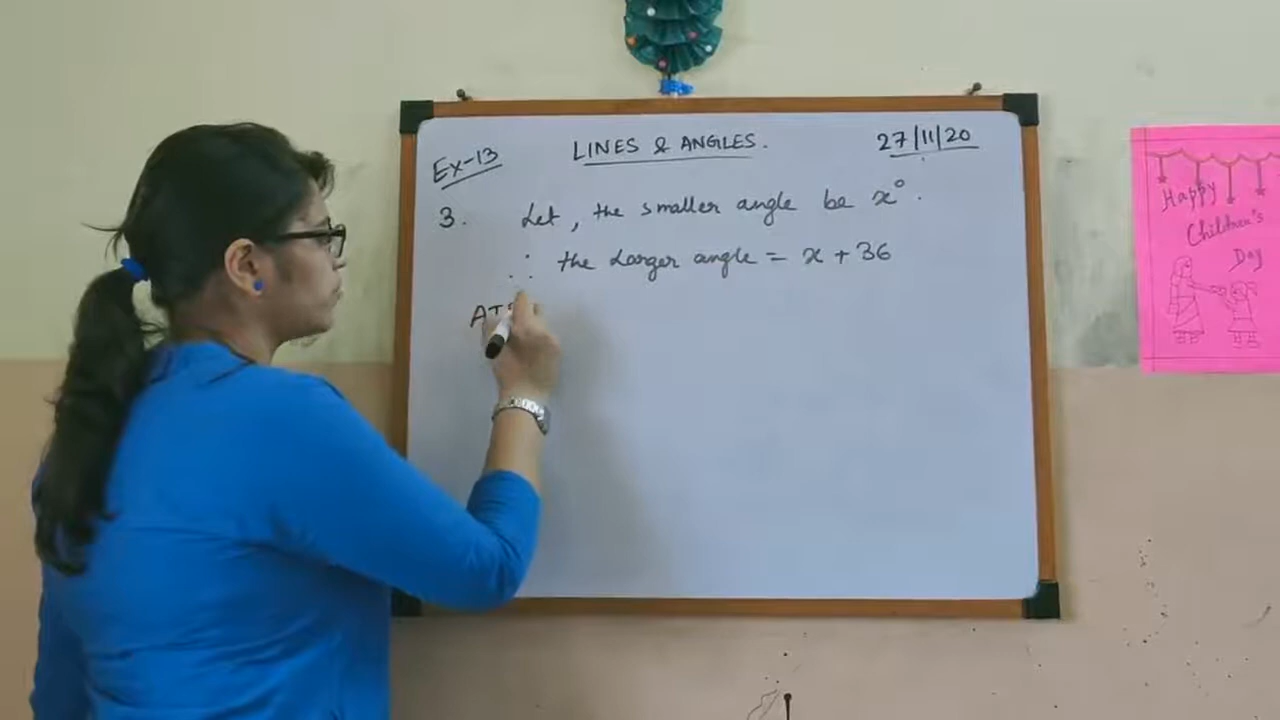 Ex-13
LINES & ANGLES.
27/11/20
3. Let, the smaller angle be x° .
∴ the larger angle = x + 36
Happy
Children's
Day